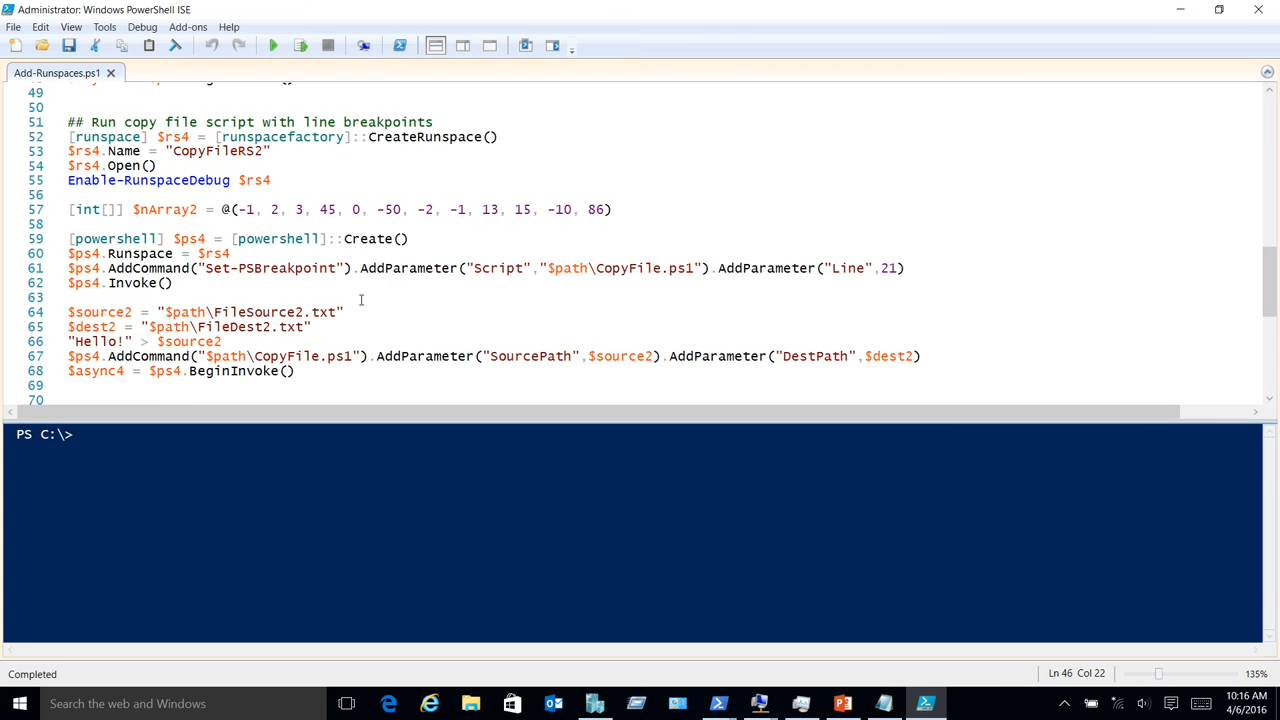 Administrator: Windows PowerShell ISE
File Edit View Tools Debug Add-ons Help
Add-Runspaces.ps1
49
50
51 ## Run copy file script with line breakpoints
52 [runspace] $rs4 = [runspacefactory]::CreateRunspace()
53 $rs4.Name = "CopyFileRS2"
54 $rs4.Open()
55 Enable-RunspaceDebug $rs4
56
57 [int[]] $nArray2 = @(-1, 2, 3, 45, 0, -50, -2, -1, 13, 15, -10, 86)
58
59 [powershell] $ps4 = [powershell]::Create()
60 $ps4.Runspace = $rs4
61 $ps4.AddCommand("Set-PSBreakpoint").AddParameter("Script","$path\CopyFile.ps1").AddParameter("Line",21)
62 $ps4.Invoke()
63
64 $source2 = "$path\FileSource2.txt"
65 $dest2 = "$path\FileDest2.txt"
66 "Hello!" > $source2
67 $ps4.AddCommand("$path\CopyFile.ps1").AddParameter("SourcePath",$source2).AddParameter("DestPath",$dest2)
68 $async4 = $ps4.BeginInvoke()
69
70
PS C:\>
Completed
Ln 46 Col 22
135%
Search the web and Windows
10:16 AM
4/6/2016